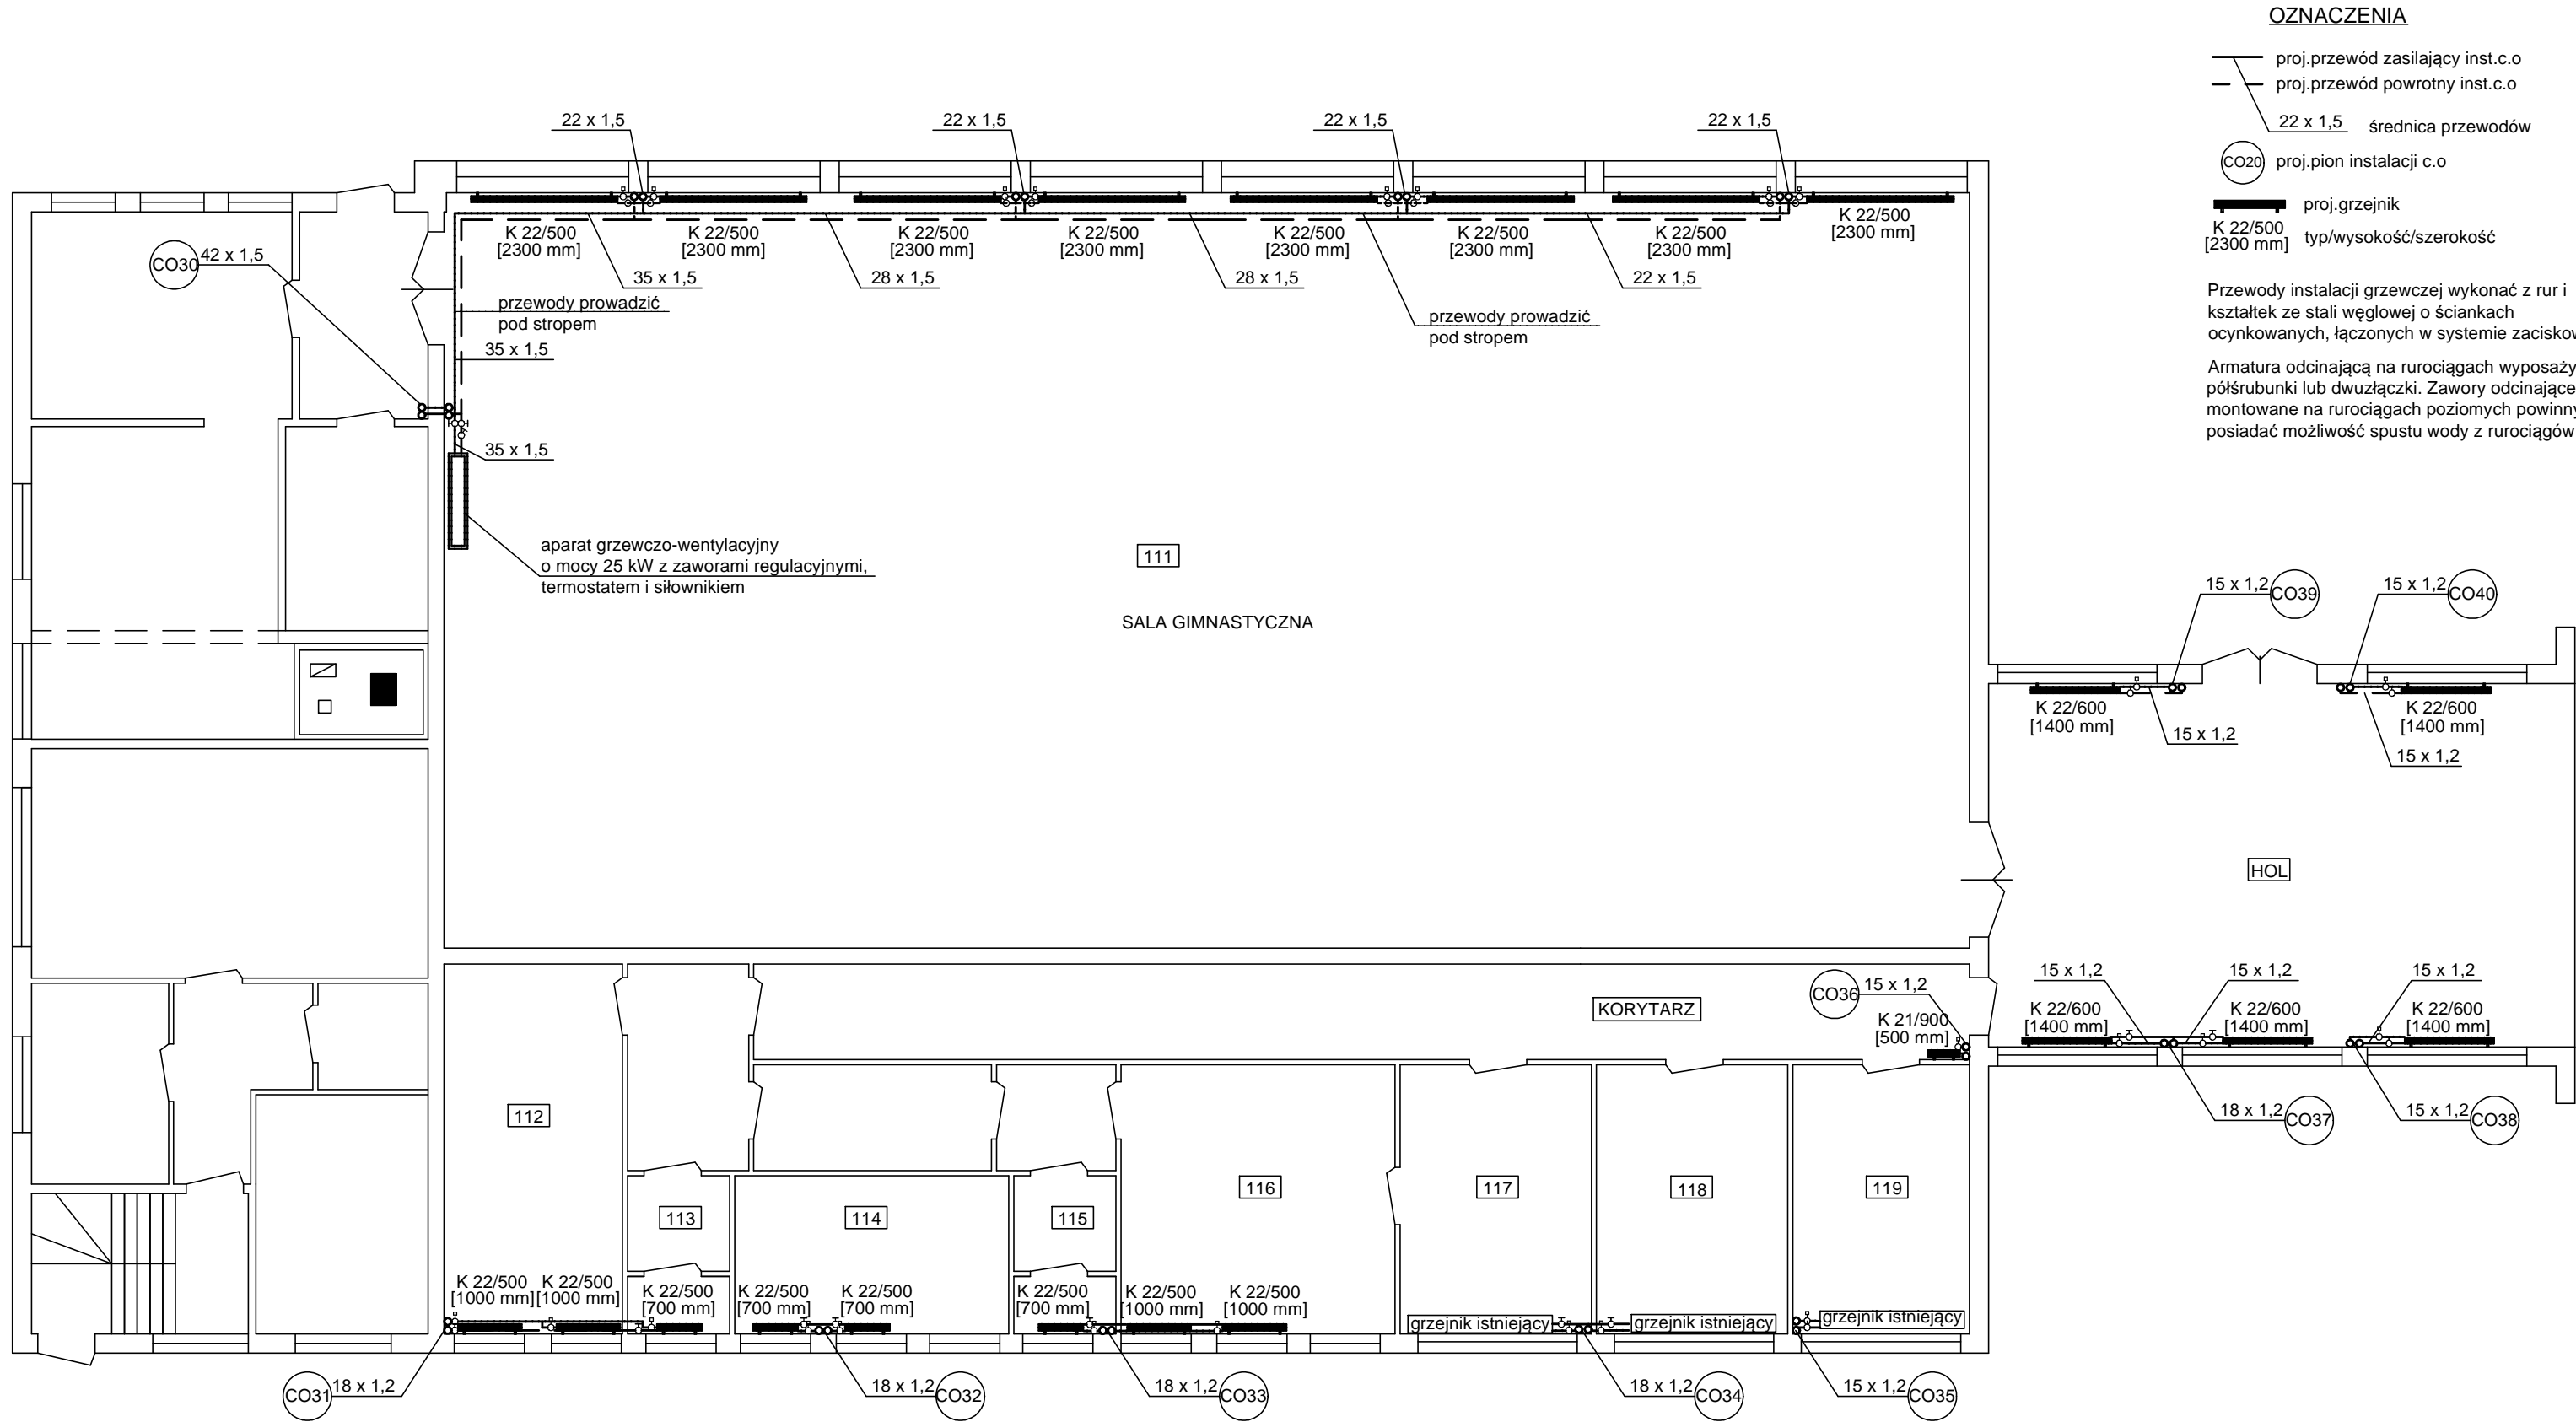 OZNACZENIA
proj.przewód zasilający inst.c.o
proj.przewód powrotny inst.c.o
22 x 1,5 średnica przewodów
CO20 proj.pion instalacji c.o
proj.grzejnik
K 22/500
[2300 mm] typ/wysokość/szerokość
Przewody instalacji grzewczej wykonać z rur i
kształtek ze stali węglowej o ściankach
ocynkowanych, łączonych w systemie
Armatura odcinającą na rurociągach
półśrubunki lub dwuzłączki. Zawory odcinające
montowane na rurociągach poziomych
posiadać możliwość spustu wody z rurociągów
22 x 1,5
22 x 1,5
22 x 1,5
22 x 1,5
K 22/500
[2300 mm]
K 22/500
[2300 mm]
K 22/500
[2300 mm]
K 22/500
[2300 mm]
K 22/500
[2300 mm]
K 22/500
[2300 mm]
K 22/500
[2300 mm]
K 22/500
[2300 mm]
CO30 42 x 1,5
35 x 1,5
28 x 1,5
28 x 1,5
22 x 1,5
przewody prowadzić
pod stropem
przewody prowadzić
pod stropem
35 x 1,5
35 x 1,5
aparat grzewczo-wentylacyjny
o mocy 25 kW z zaworami regulacyjnymi,
termostatem i siłownikiem
111
SALA GIMNASTYCZNA
15 x 1,2 CO39
15 x 1,2 CO40
K 22/600
[1400 mm]
15 x 1,2
K 22/600
[1400 mm]
15 x 1,2
HOL
15 x 1,2
15 x 1,2
15 x 1,2
K 22/600
[1400 mm]
K 22/600
[1400 mm]
K 22/600
[1400 mm]
18 x 1,2 CO37
15 x 1,2 CO38
KORYTARZ
CO36 15 x 1,2
K 21/900
[500 mm]
112
113
114
115
116
117
118
119
K 22/500
[1000 mm]
K 22/500
[1000 mm]
K 22/500
[700 mm]
K 22/500
[700 mm]
K 22/500
[700 mm]
K 22/500
[700 mm]
K 22/500
[1000 mm]
K 22/500
[1000 mm]
grzejnik istniejący
grzejnik istniejący
grzejnik istniejący
CO31 18 x 1,2
18 x 1,2 CO32
18 x 1,2 CO33
18 x 1,2 CO34
15 x 1,2 CO35